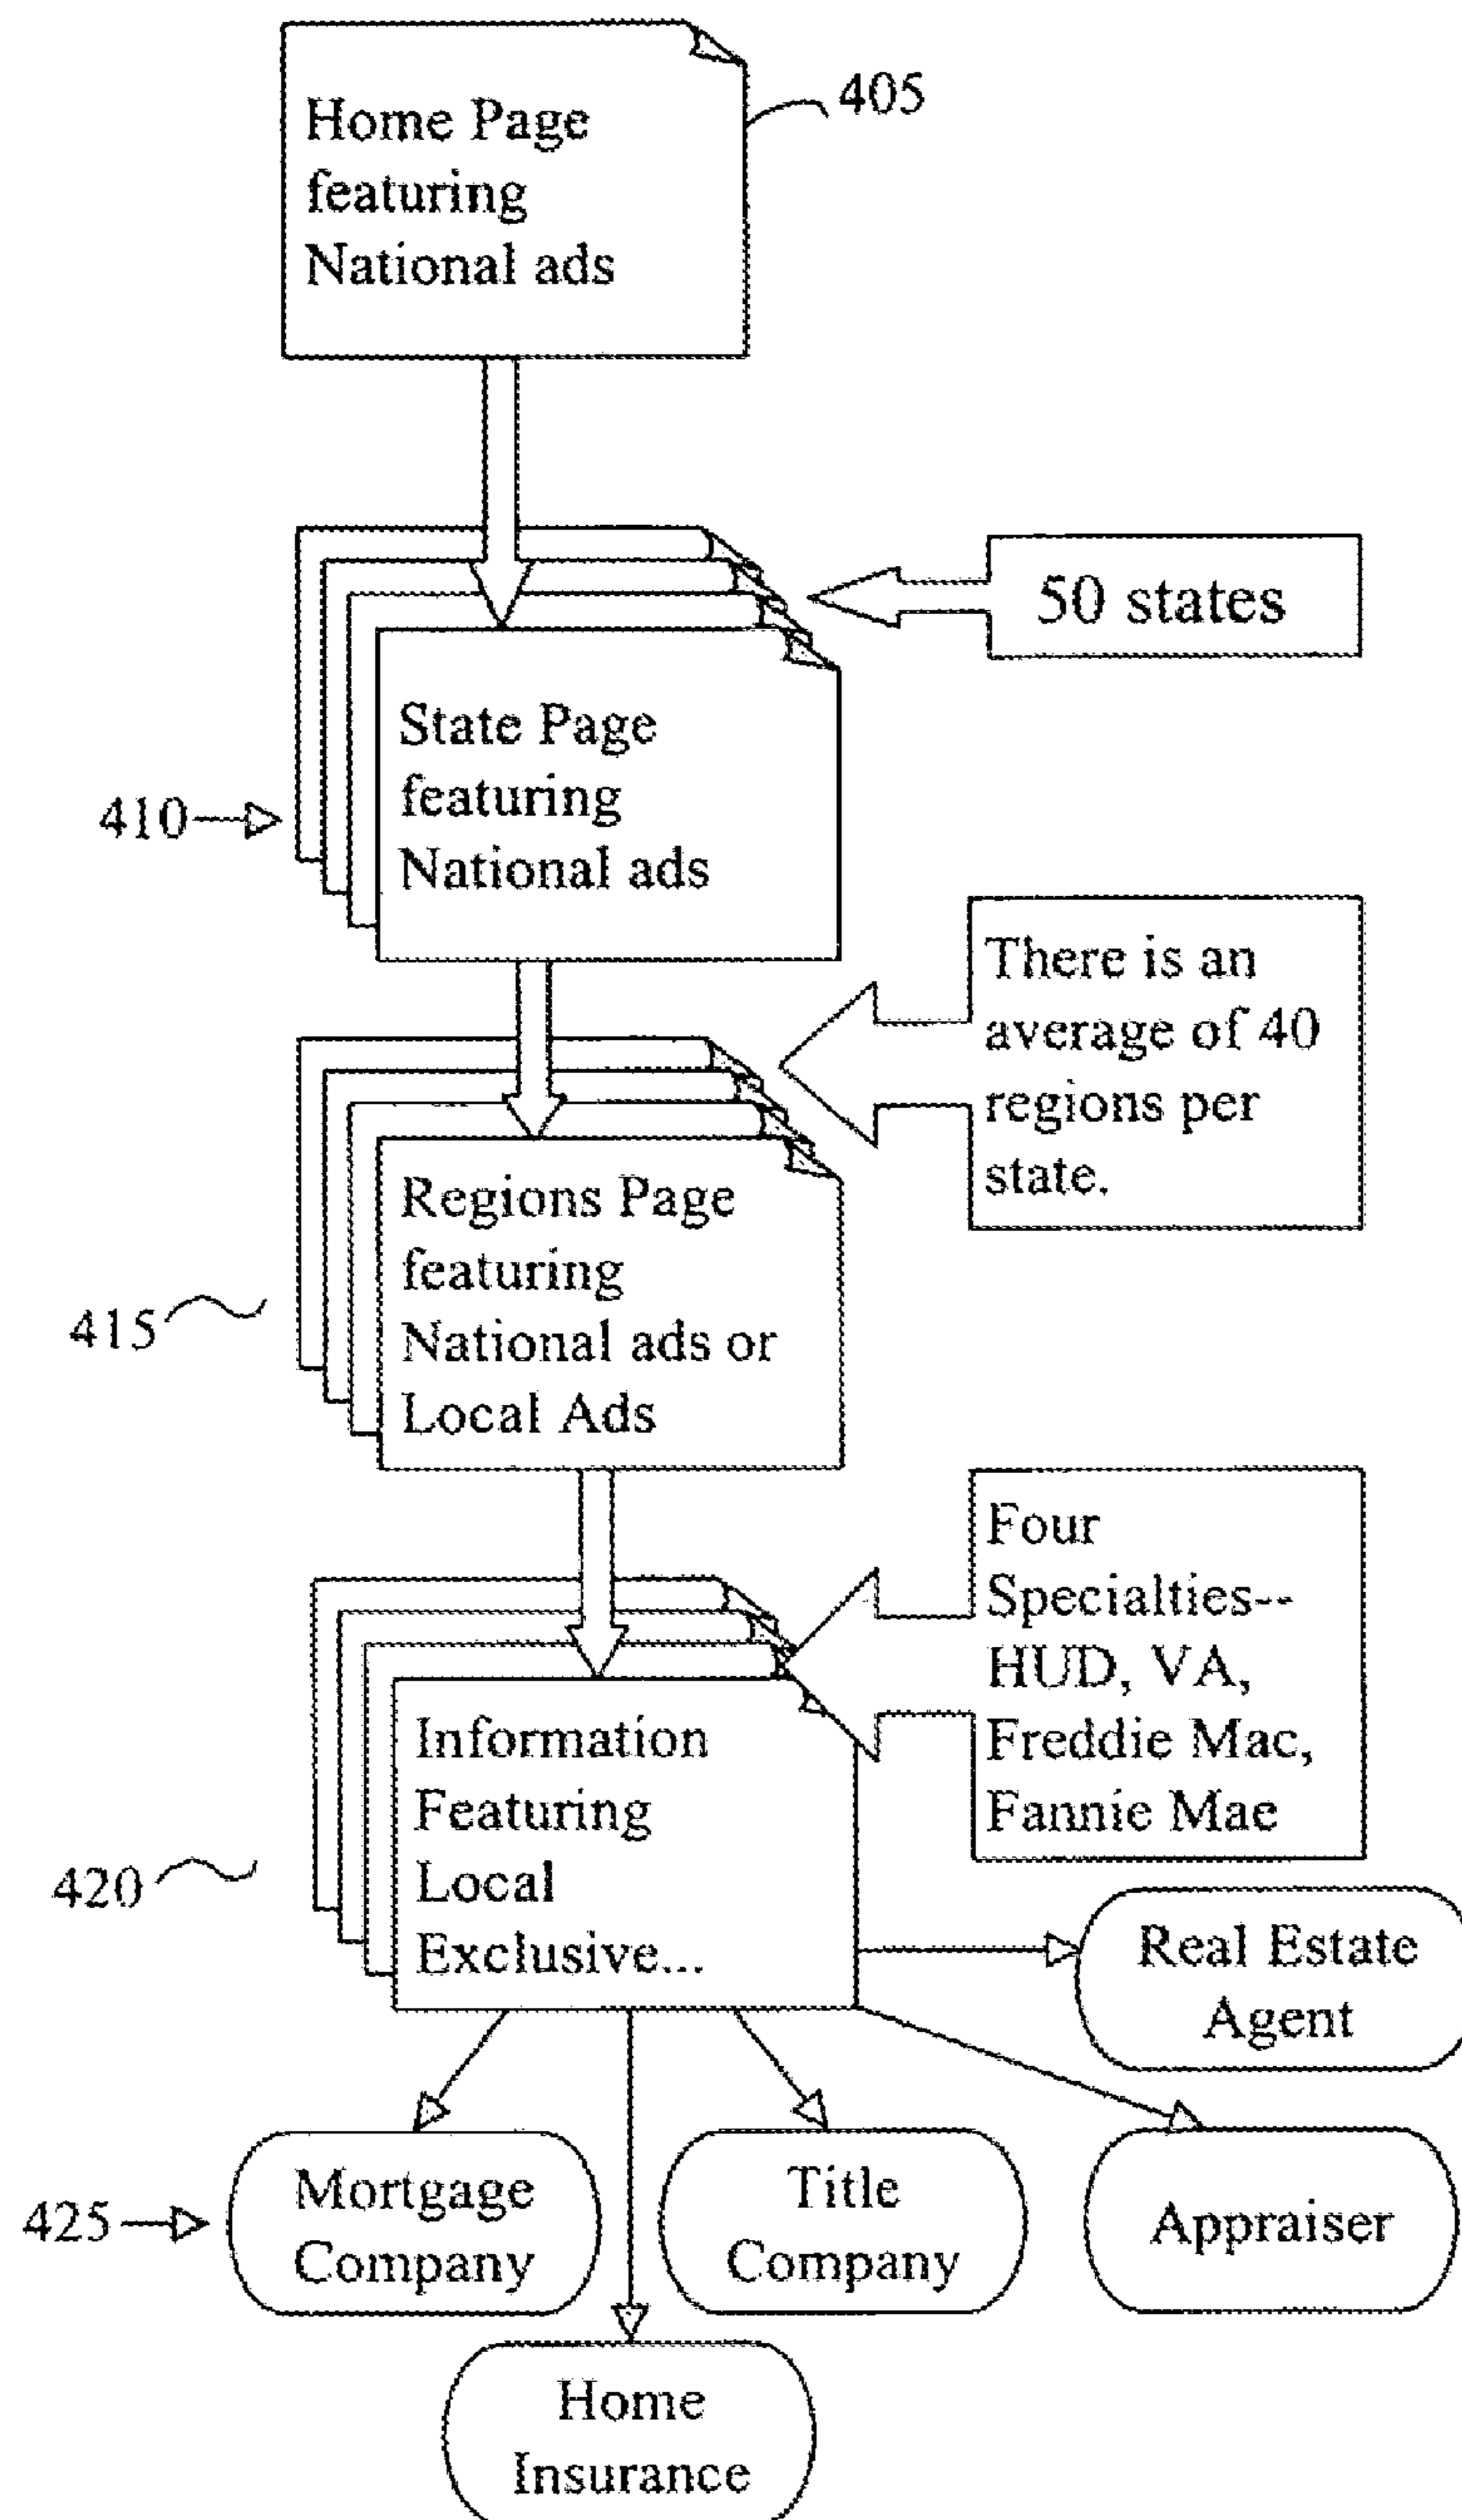 Home Page
featuring
National ads
405
50 states
State Page
featuring
National ads
410
There is an
average of 40
regions per
state.
Regions Page
featuring
National ads or
Local Ads
415
Four
Specialties--
HUD, VA,
Freddie Mac,
Fannie Mae
Information
Featuring
Local
Exclusive...
420
Real Estate
Agent
425
Mortgage
Company
Title
Company
Appraiser
Home
Insurance